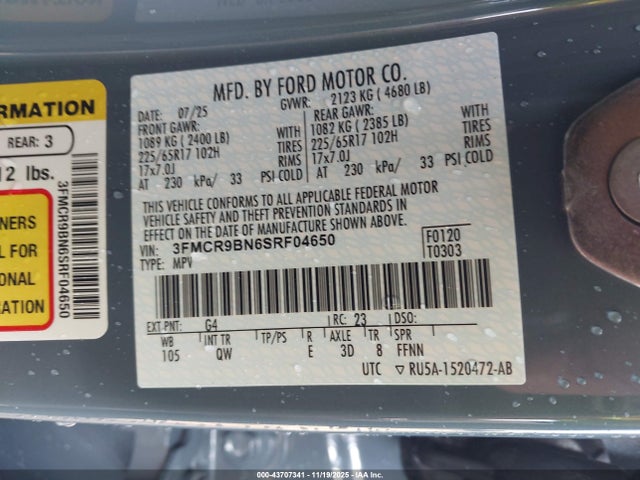 ORMATION
REAR: 3
12 lbs.
3FMCR9BN6SRF04650
NERS
L FOR
ONAL
RATION
MFD. BY FORD MOTOR CO.
DATE: 07/25 GVWR: 2123 KG ( 4680 LB)
FRONT GAWR: REAR GAWR:
1089 KG ( 2400 LB) WITH 1082 KG ( 2385 LB) WITH
225/65R17 102H TIRES 225/65R17 102H TIRES
17x7.0J RIMS 17x7.0J RIMS
AT 230 kPa/ 33 PSI COLD AT 230 kPa/ 33 PSI COLD
THIS VEHICLE CONFORMS TO ALL APPLICABLE FEDERAL MOTOR
VEHICLE SAFETY AND THEFT PREVENTION STANDARDS IN
EFFECT ON THE DATE OF MANUFACTURE SHOWN ABOVE.
VIN: 3FMCR9BN6SRF04650 F0120
TYPE: MPV T0303
EXT PNT: G4 RC: 23 DSO:
WB INT TR TP/PS R AXLE TR SPR
105 QW E 3D 8 FFNN
UTC ▽ RU5A-1520472-AB
000-43707341 - 11/19/2025 - IAAI, Inc.